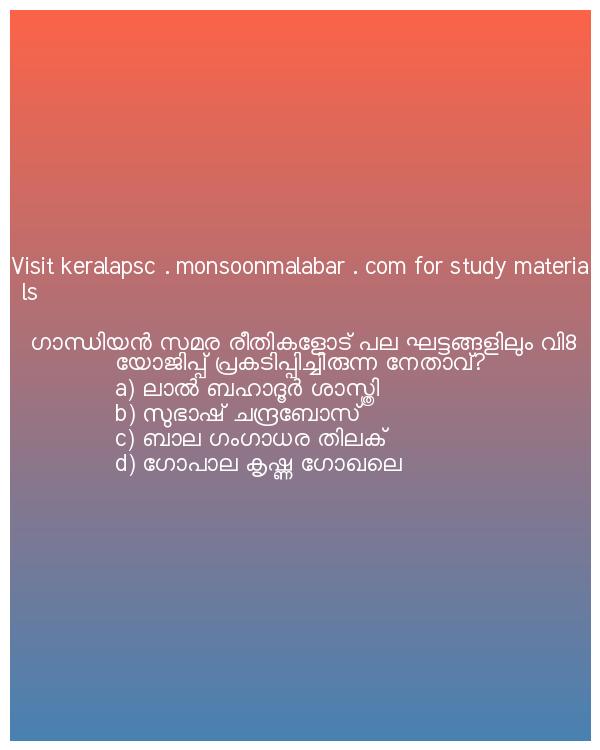 Visit keralapsc . monsoonmalabar . com for study materia
ls
ഗാന്ധിയൻ സമര രീതികളോട് പല ഘട്ടങ്ങളിലും വി8
യോജിപ്പ് പ്രകടിപ്പിച്ചിരുന്ന നേതാവ്?
a) ലാൽ ബഹാദൂർ ശാസ്ത്രി
b) സുഭാഷ് ചന്ദ്രബോസ്
c) ബാല ഗംഗാധര തിലക്
d) ഗോപാല കൃഷ്ണ ഗോഖലെ